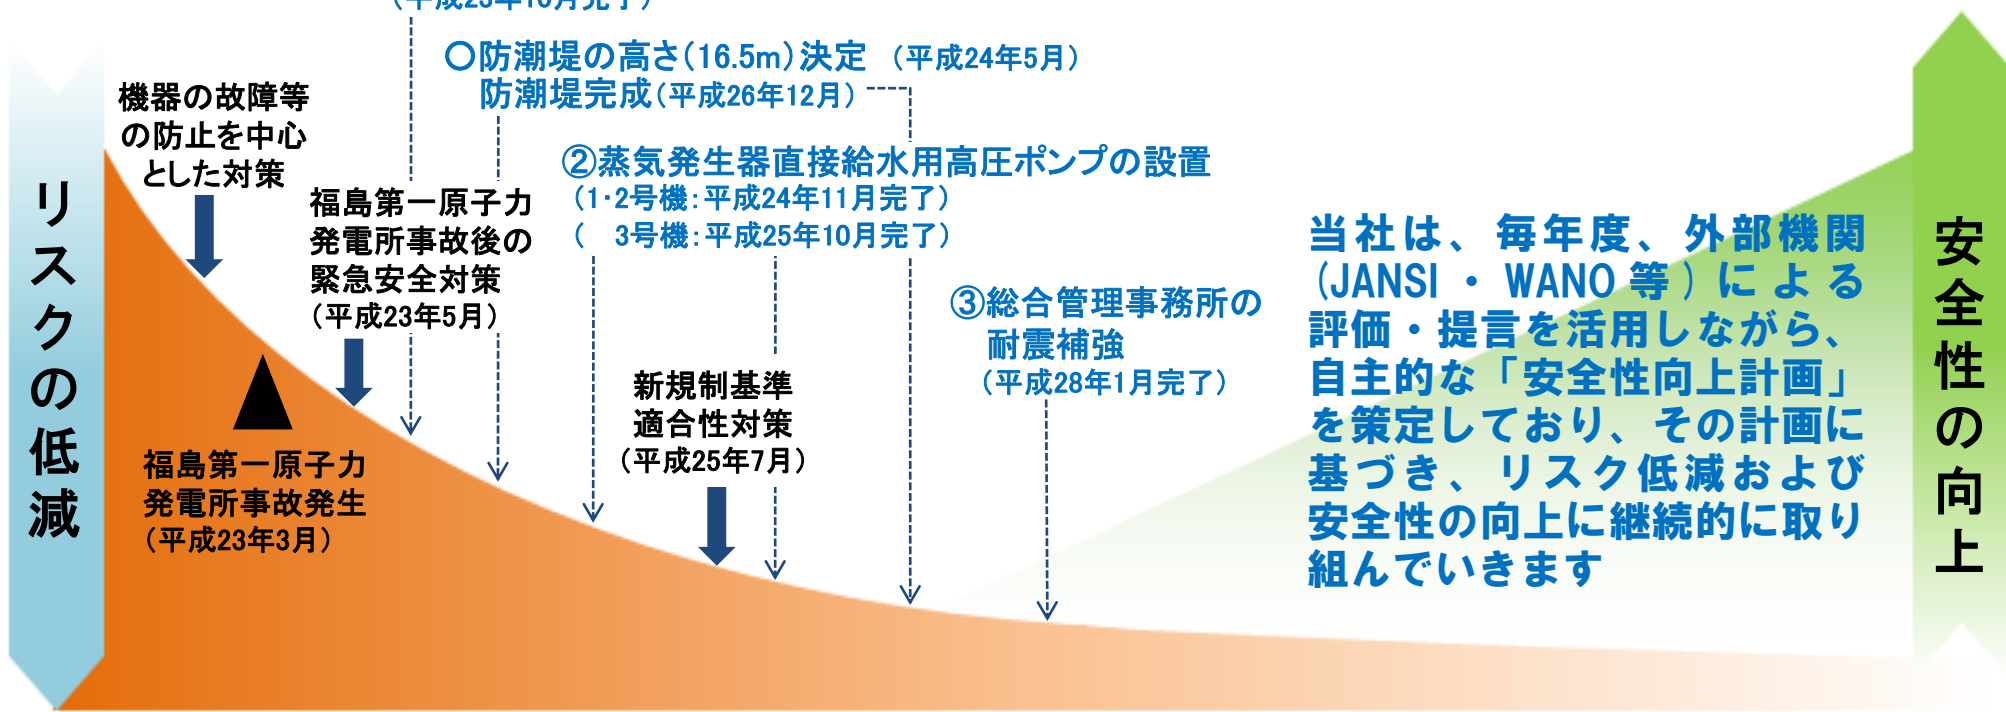 （平成23年10月完了）
○防潮堤の高さ（16.5m）決定 （平成24年5月）
防潮堤完成（平成26年12月）
機器の故障等
の防止を中心
とした対策
②蒸気発生器直接給水用高圧ポンプの設置
（1・2号機：平成24年11月完了）
（　3号機：平成25年10月完了）
福島第一原子力
発電所事故後の
緊急安全対策
（平成23年5月）
③総合管理事務所の
耐震補強
（平成28年1月完了）
新規制基準
適合性対策
（平成25年7月）
福島第一原子力
発電所事故発生
（平成23年3月）
リスクの低減
当社は、毎年度、外部機関
（JANSI・WANO等）による
評価・提言を活用しながら、
自主的な「安全性向上計画」
を策定しており、その計画に
基づき、リスク低減および
安全性の向上に継続的に取り
組んでいきます
安全性の向上